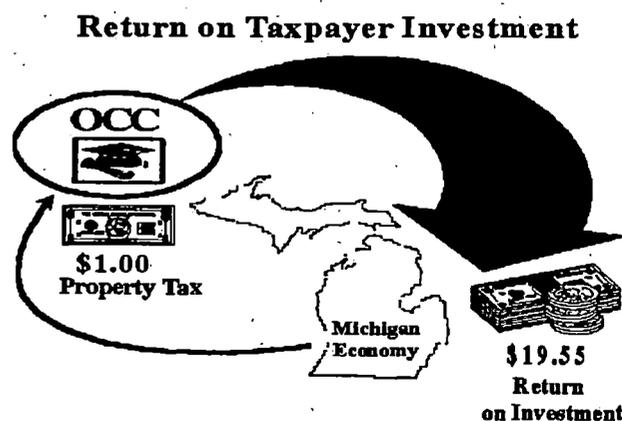 Return on Taxpayer Investment
OCC
$1.00
Property Tax
Michigan
Economy
$19.55
Return
on Investment